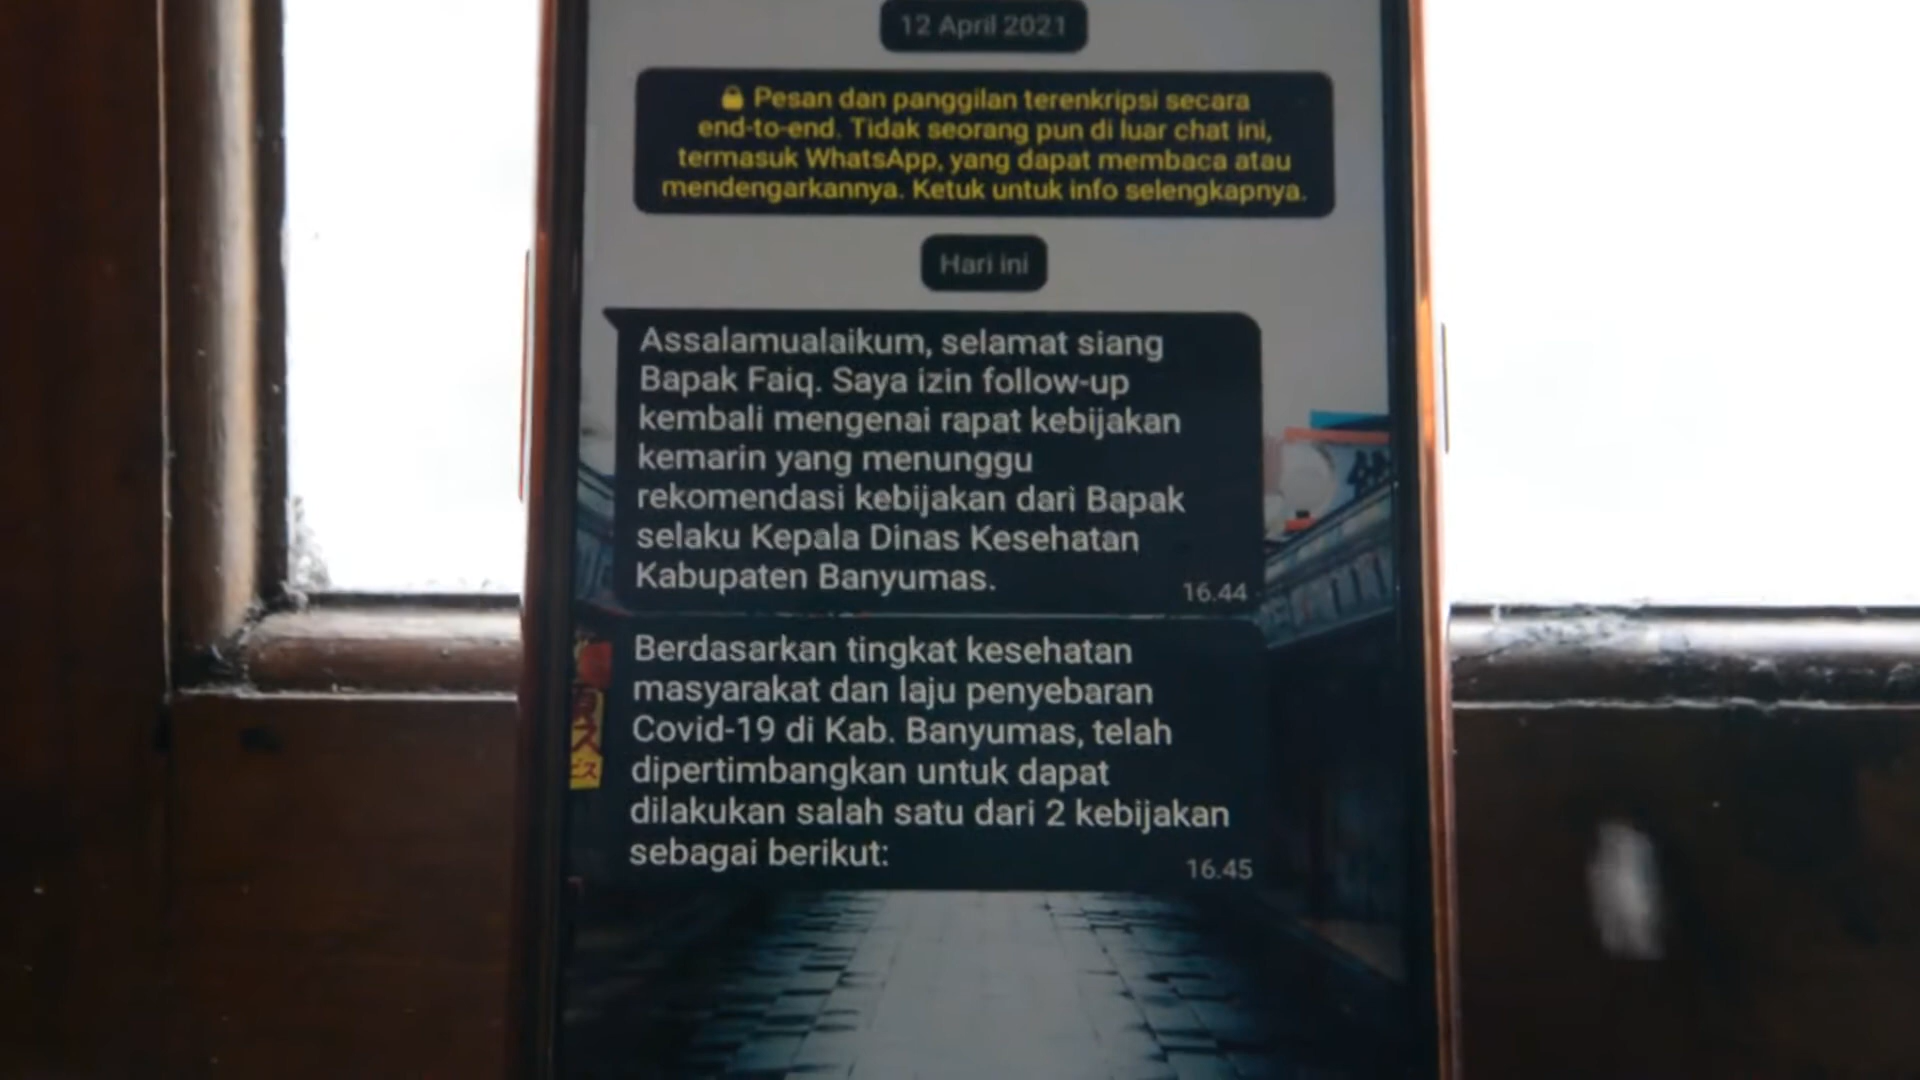 12 April 2021
Pesan dan panggilan terenkripsi secara
end-to-end. Tidak seorang pun di luar chat ini,
termasuk WhatsApp, yang dapat membaca atau
mendengarkannya. Ketuk untuk info selengkapnya.
Hari ini
Assalamualaikum, selamat siang
Bapak Faiq. Saya izin follow-up
kembali mengenai rapat kebijakan
kemarin yang menunggu
rekomendasi kebijakan dari Bapak
selaku Kepala Dinas Kesehatan
Kabupaten Banyumas.
16.44
Berdasarkan tingkat kesehatan
masyarakat dan laju penyebaran
Covid-19 di Kab. Banyumas, telah
dipertimbangkan untuk dapat
dilakukan salah satu dari 2 kebijakan
sebagai berikut:
16.45